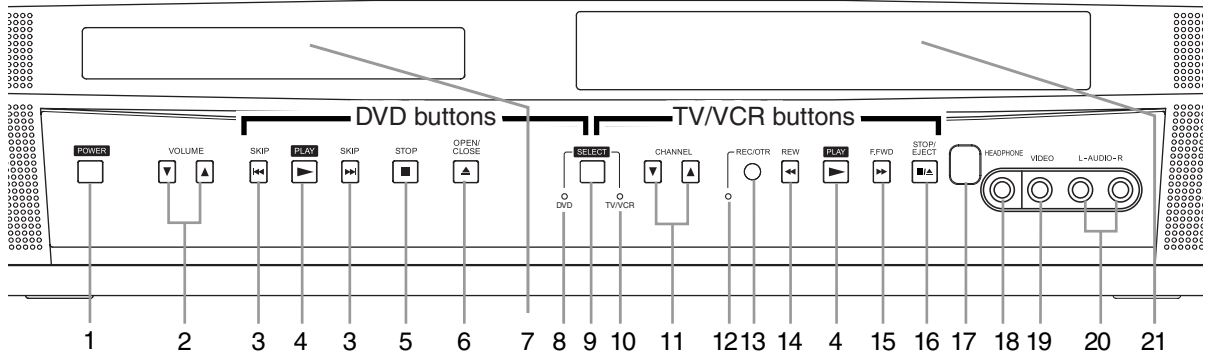 DVD buttons TV/VCR buttons
POWER VOLUME SKIP PLAY SKIP STOP OPEN/
CLOSE SELECT CHANNEL REC/OTR REW PLAY F.FWD STOP/
EJECT HEADPHONE VIDEO L-AUDIO-R
DVD TV/VCR
1 2 3 4 3 5 6 7 8 9 10 11 12 13 14 4 15 16 17 18 19 20 21